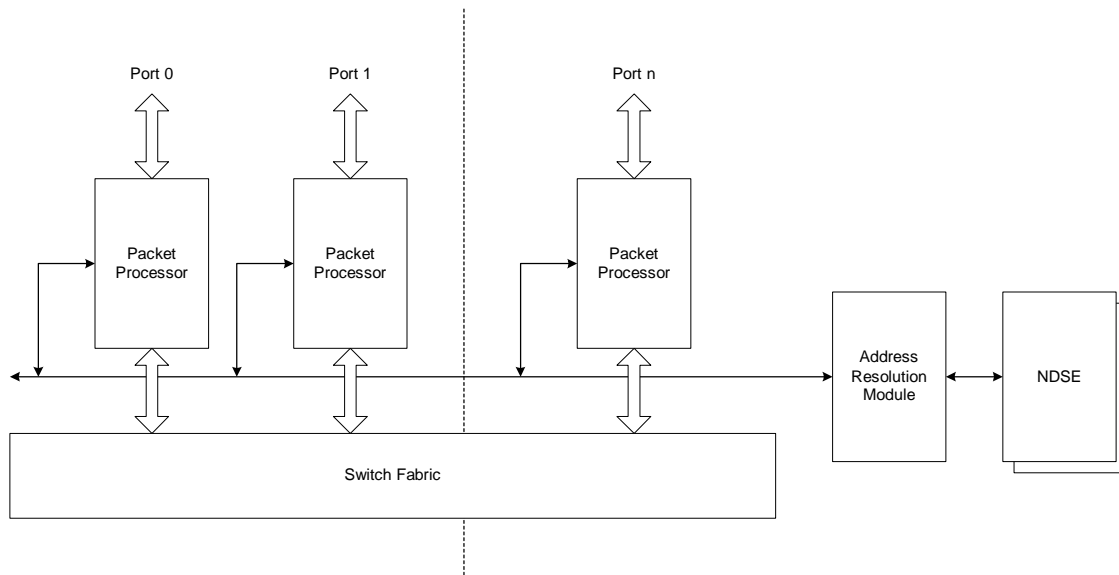 Port 0
Port 1
Port n
Packet
Processor
Packet
Processor
Packet
Processor
Address
Resolution
Module
NDSE
Switch Fabric